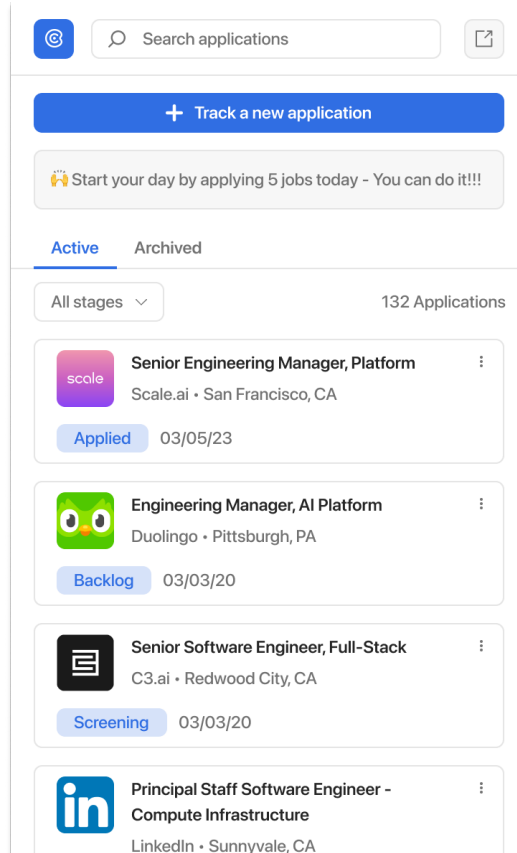 Search applications
Track a new application
🙌 Start your day by applying 5 jobs today - You can do it!!!
Active
Archived
All stages
132 Applications
scale
Senior Engineering Manager, Platform
Scale.ai • San Francisco, CA
Applied
03/05/23
Engineering Manager, AI Platform
Duolingo • Pittsburgh, PA
Backlog
03/03/20
Senior Software Engineer, Full-Stack
C3.ai • Redwood City, CA
Screening
03/03/20
in
Principal Staff Software Engineer -
Compute Infrastructure
LinkedIn • Sunnyvale, CA